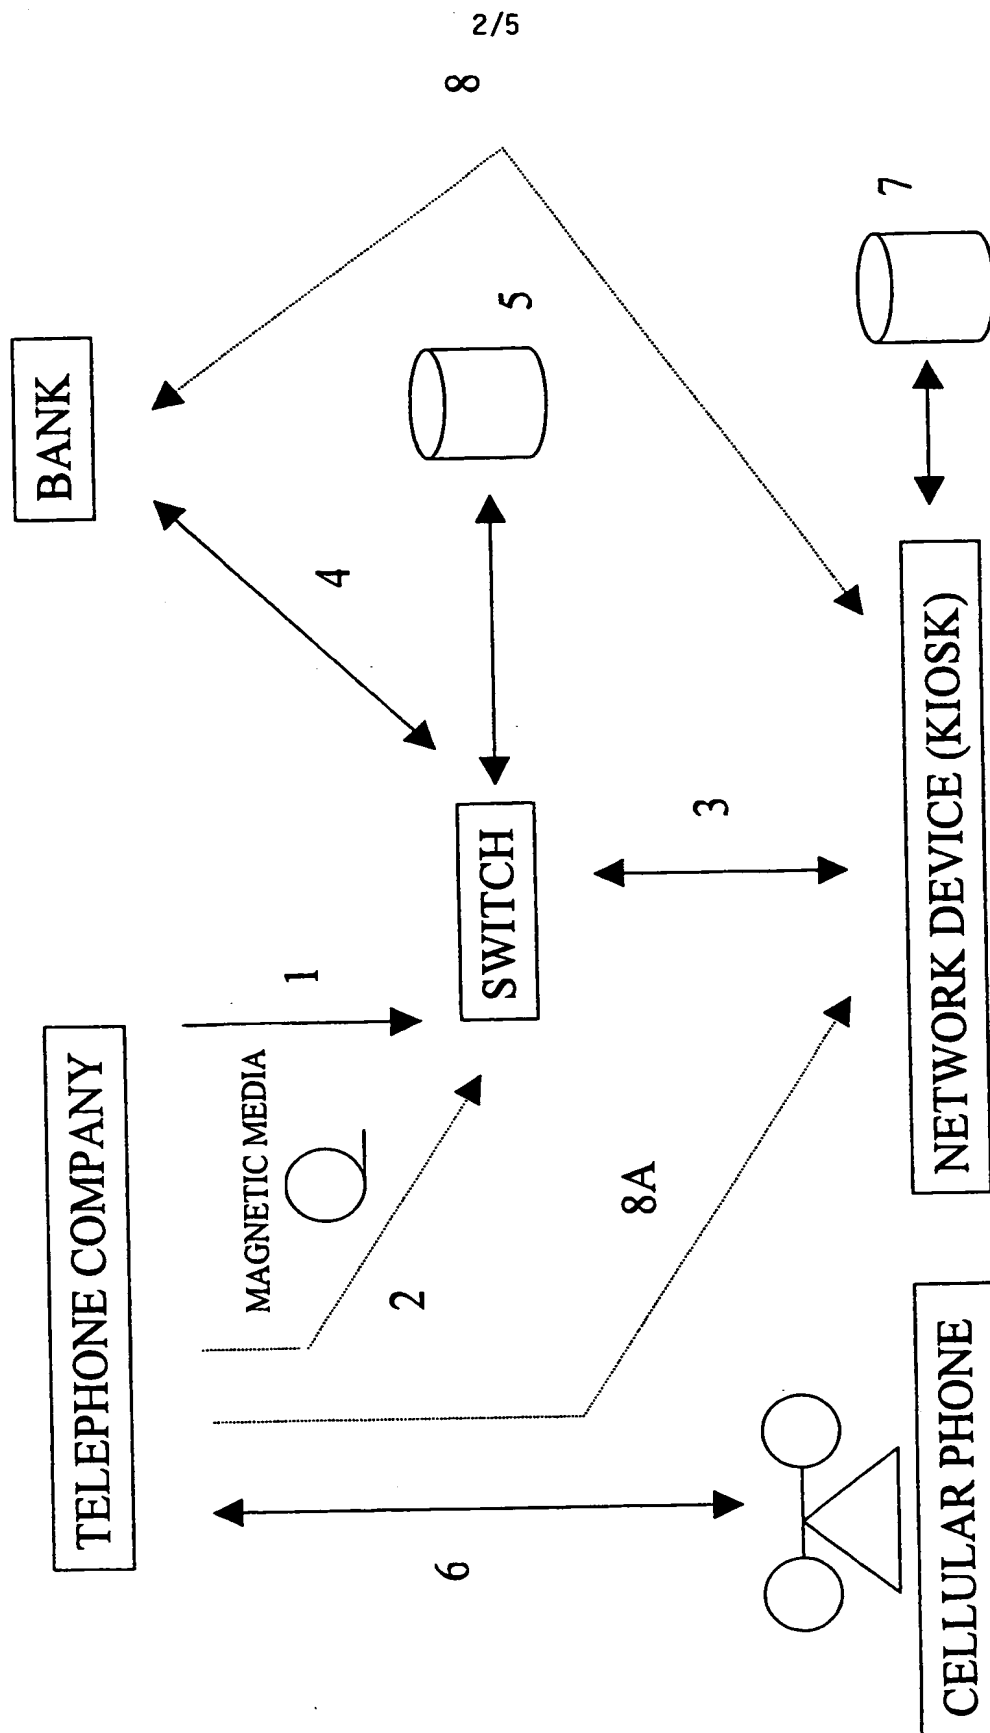 2/5
TELEPHONE COMPANY
BANK
MAGNETIC MEDIA
1
2
4
8
6
SWITCH
5
8A
3
CELLULAR PHONE
NETWORK DEVICE (KIOSK)
7